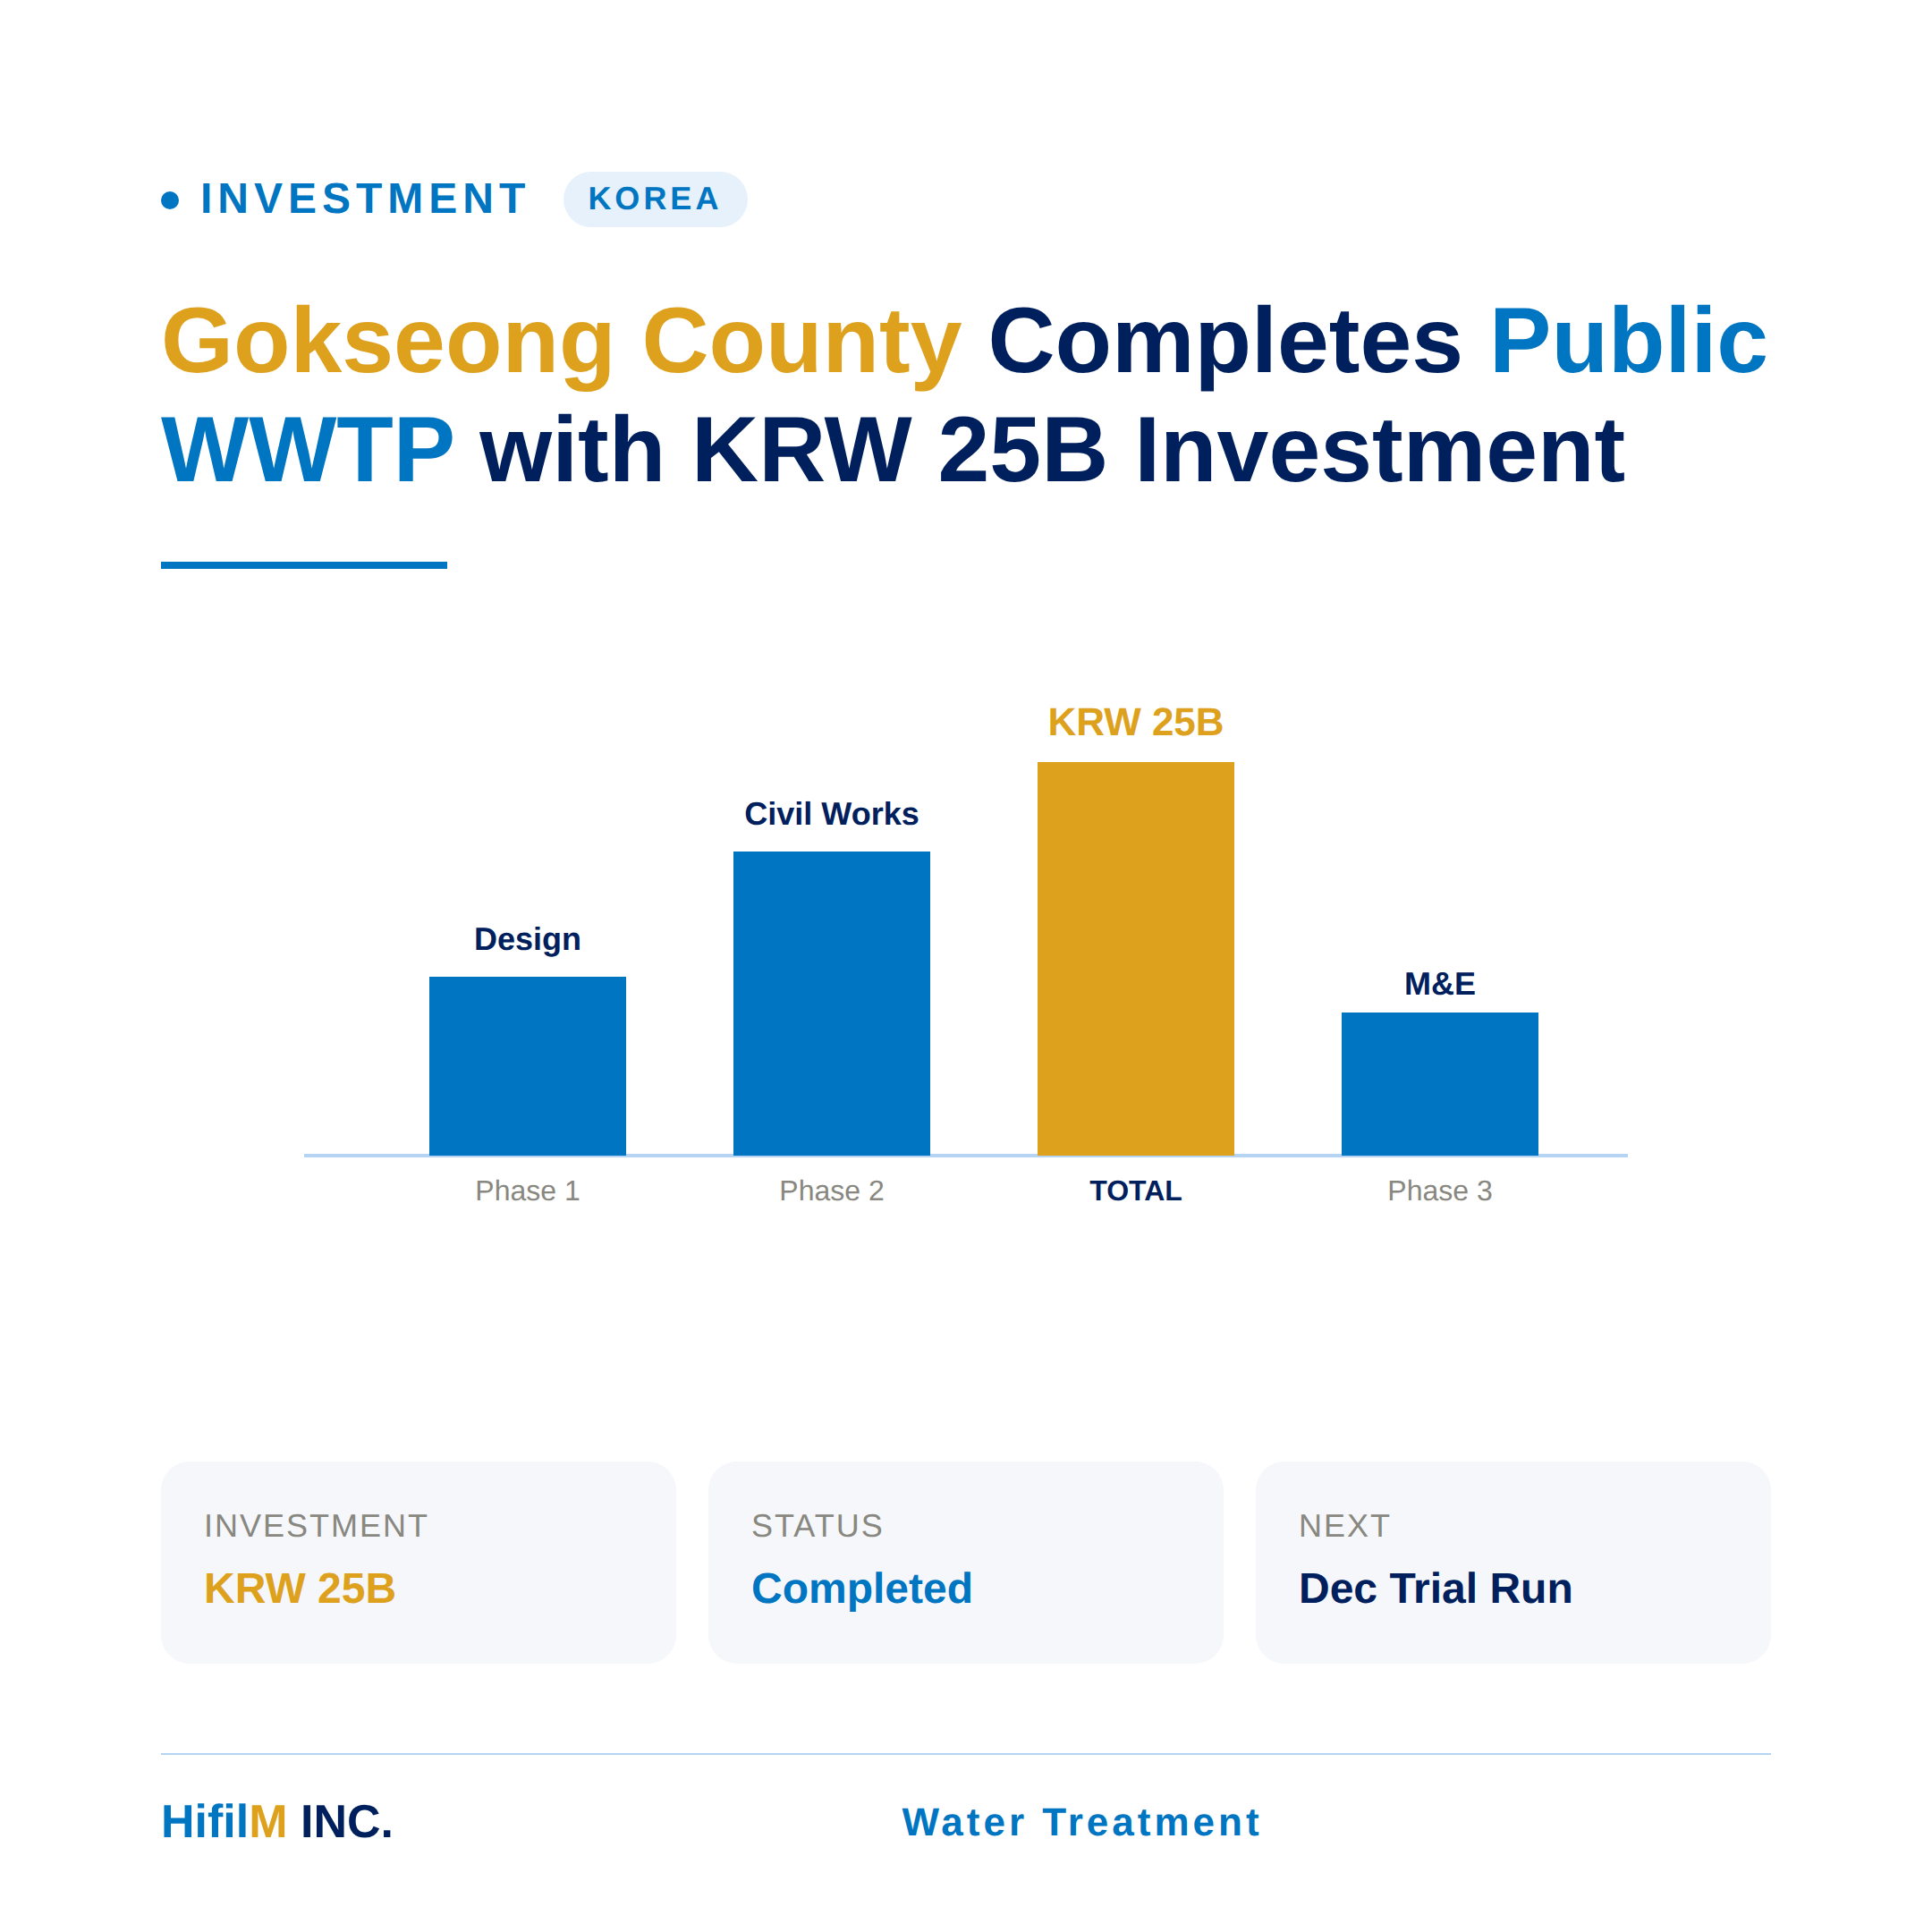 INVESTMENT KOREA
Gokseong County Completes Public
WWTP with KRW 25B Investment
KRW 25B
Civil Works
Design
M&E
Phase 1 Phase 2 TOTAL Phase 3
INVESTMENT
KRW 25B
STATUS
Completed
NEXT
Dec Trial Run
HifilM INC.
Water Treatment